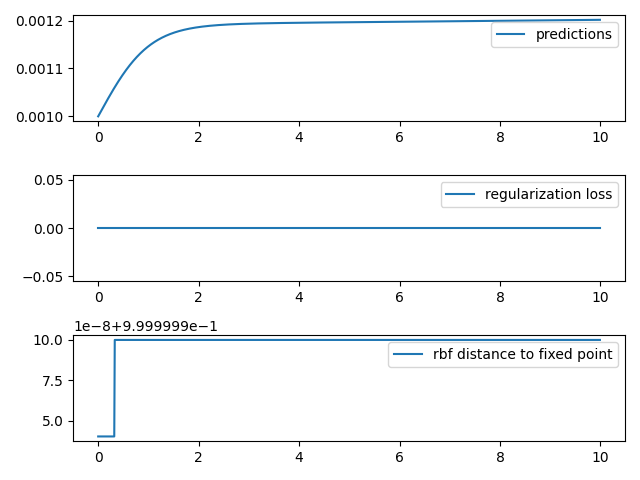 0.0012
predictions
0.0011
0.0010
0 2 4 6 8 10
0.05
regularization loss
0.00
−0.05
0 2 4 6 8 10
1e−8+9.999999e−1
10.0
rbf distance to fixed point
7.5
5.0
0 2 4 6 8 10